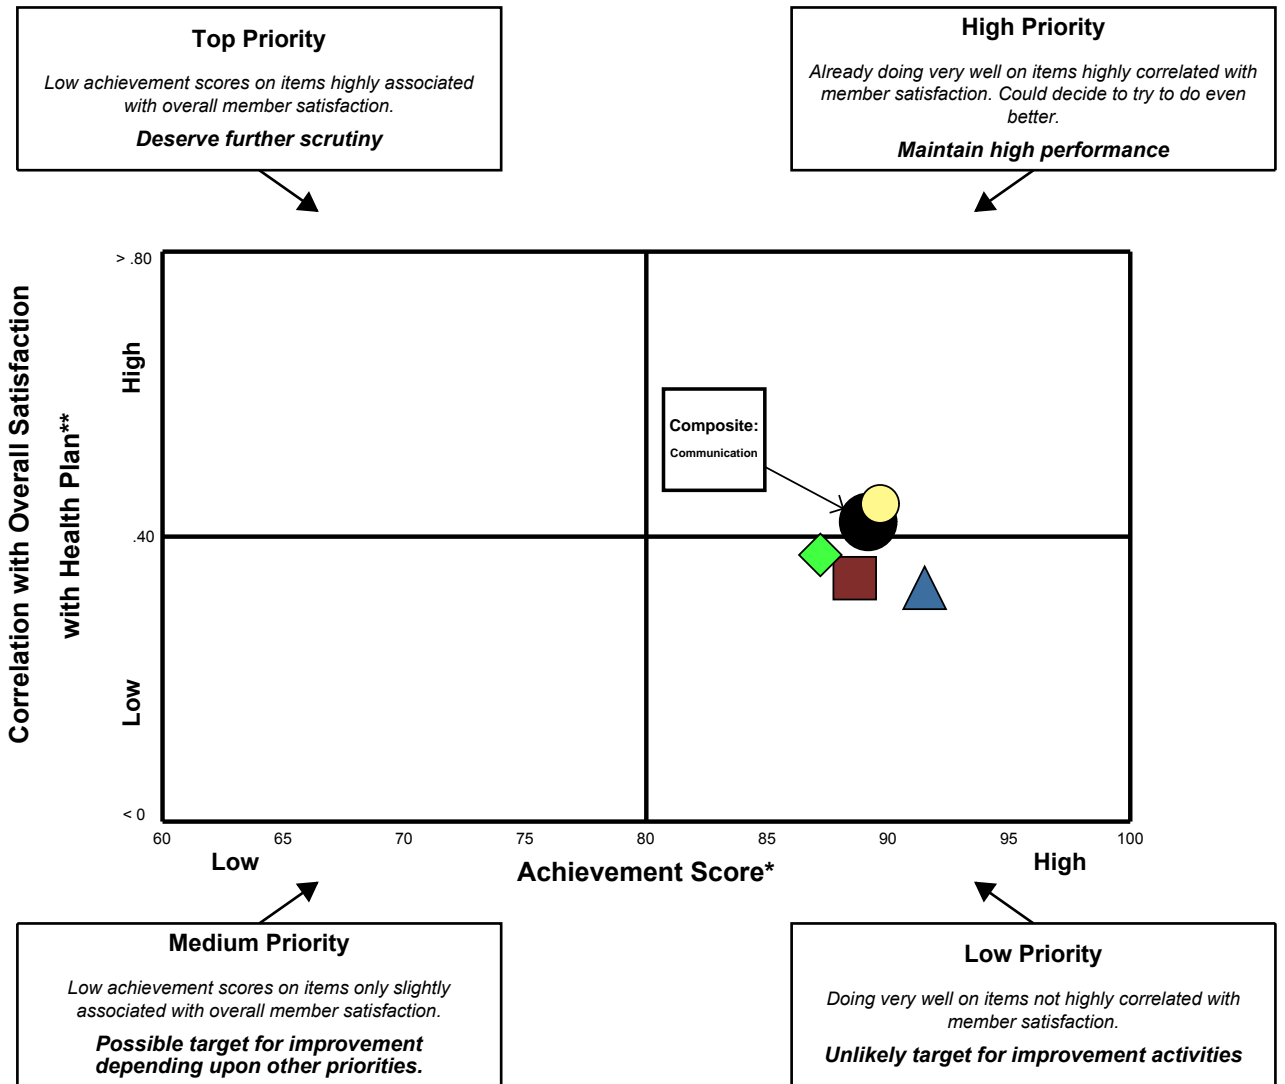 Top Priority
Low achievement scores on items highly associated
with overall member satisfaction.
Deserve further scrutiny
High Priority
Already doing very well on items highly correlated with
member satisfaction. Could decide to try to do even
better.
Maintain high performance
Correlation with Overall Satisfaction
with Health Plan**
> .80
High
.40
Low
< 0
Composite:
Communication
60 65 70 75 80 85 90 95 100
Low
Achievement Score*
High
Medium Priority
Low achievement scores on items only slightly
associated with overall member satisfaction.
Possible target for improvement
depending upon other priorities.
Low Priority
Doing very well on items not highly correlated with
member satisfaction.
Unlikely target for improvement activities